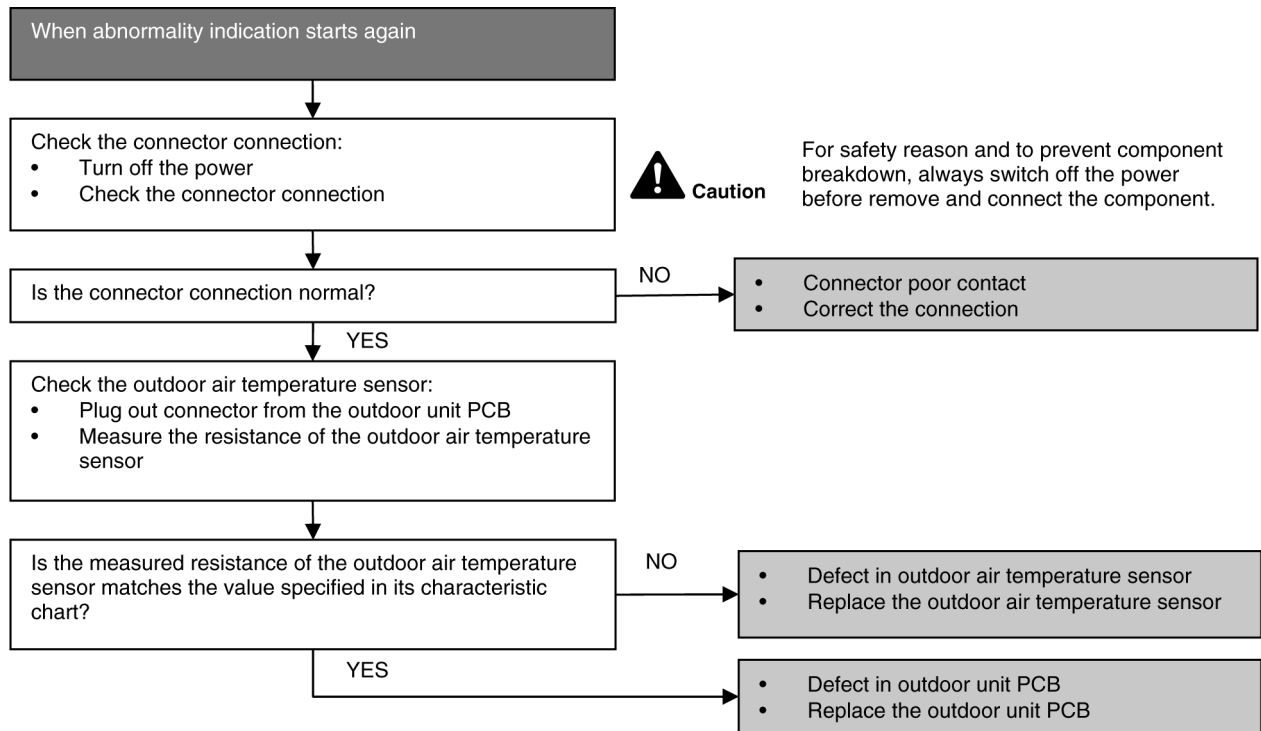 When abnormality indication starts again
Check the connector connection:
• Turn off the power
• Check the connector connection
Caution
For safety reason and to prevent component
breakdown, always switch off the power
before remove and connect the component.
Is the connector connection normal?
NO
• Connector poor contact
• Correct the connection
YES
Check the outdoor air temperature sensor:
• Plug out connector from the outdoor unit PCB
• Measure the resistance of the outdoor air temperature
sensor
Is the measured resistance of the outdoor air temperature
sensor matches the value specified in its characteristic
chart?
NO
• Defect in outdoor air temperature sensor
• Replace the outdoor air temperature sensor
YES
• Defect in outdoor unit PCB
• Replace the outdoor unit PCB